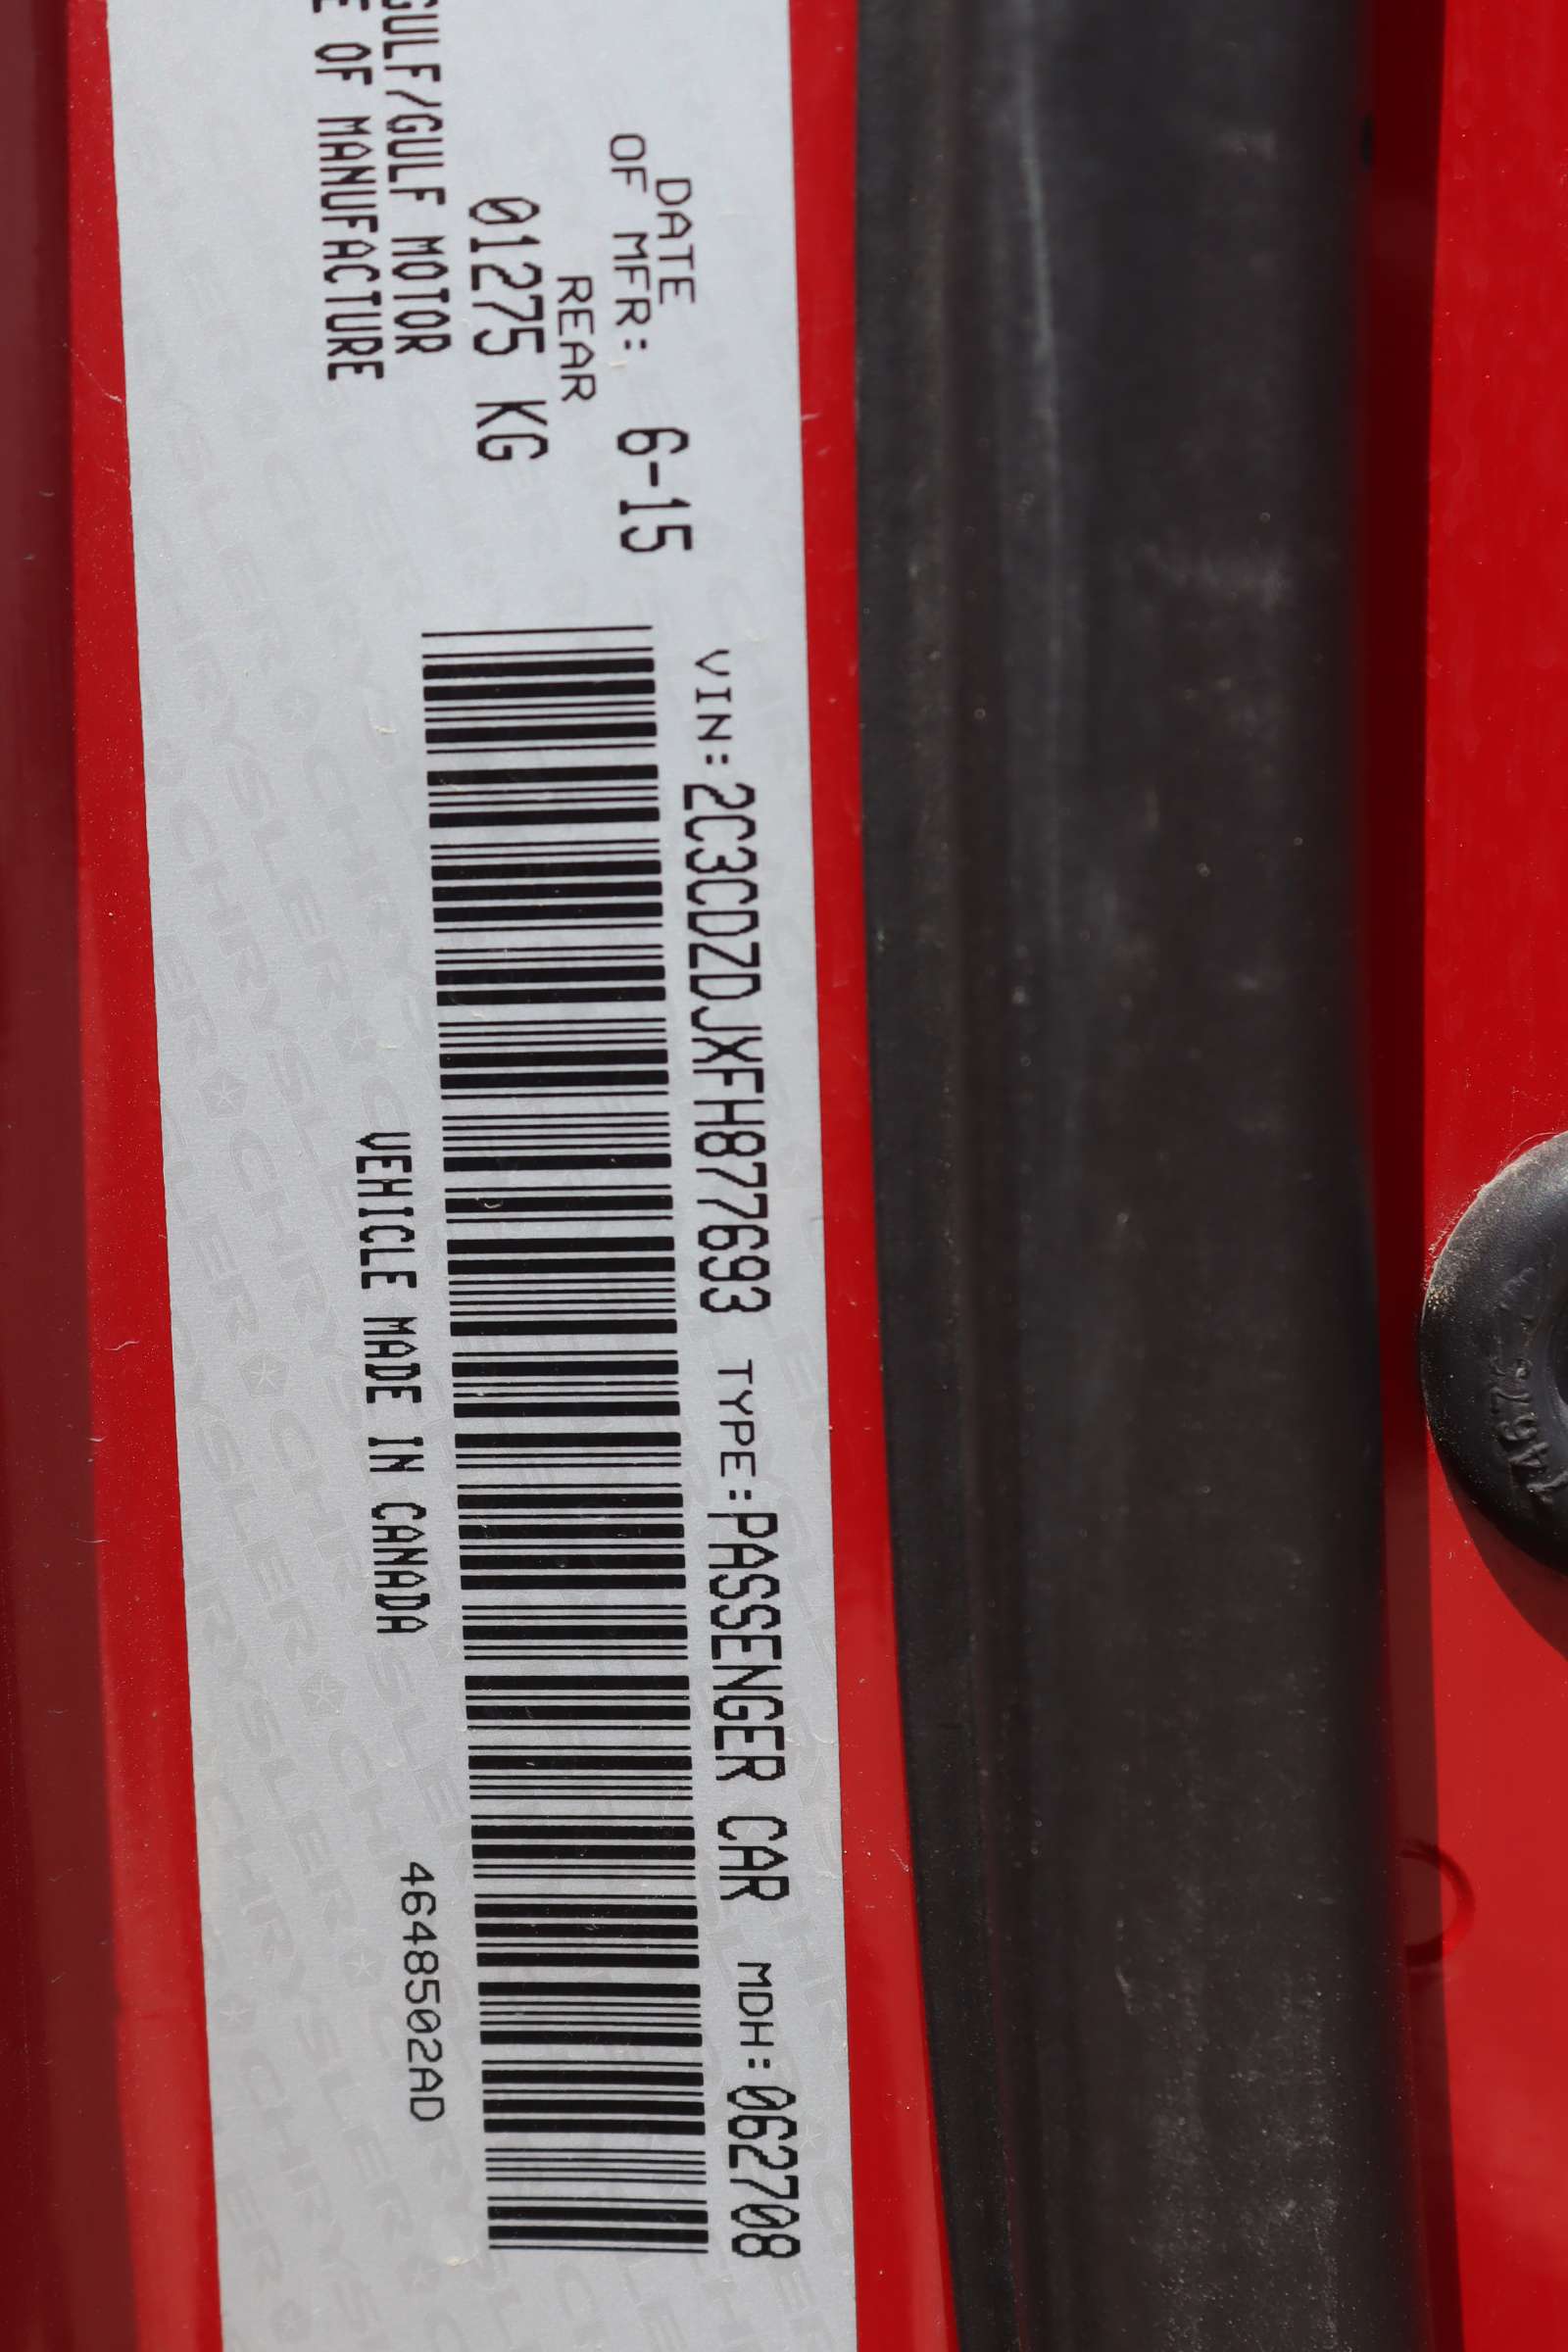 DATE
OF MFR: 6-15
REAR
01275 KG
GULF/GULF MOTOR
E OF MANUFACTURE
VIN: 2C3CDZDJXFH877693 TYPE: PASSENGER CAR MDH: 062708
VEHICLE MADE IN CANADA
4648502AD